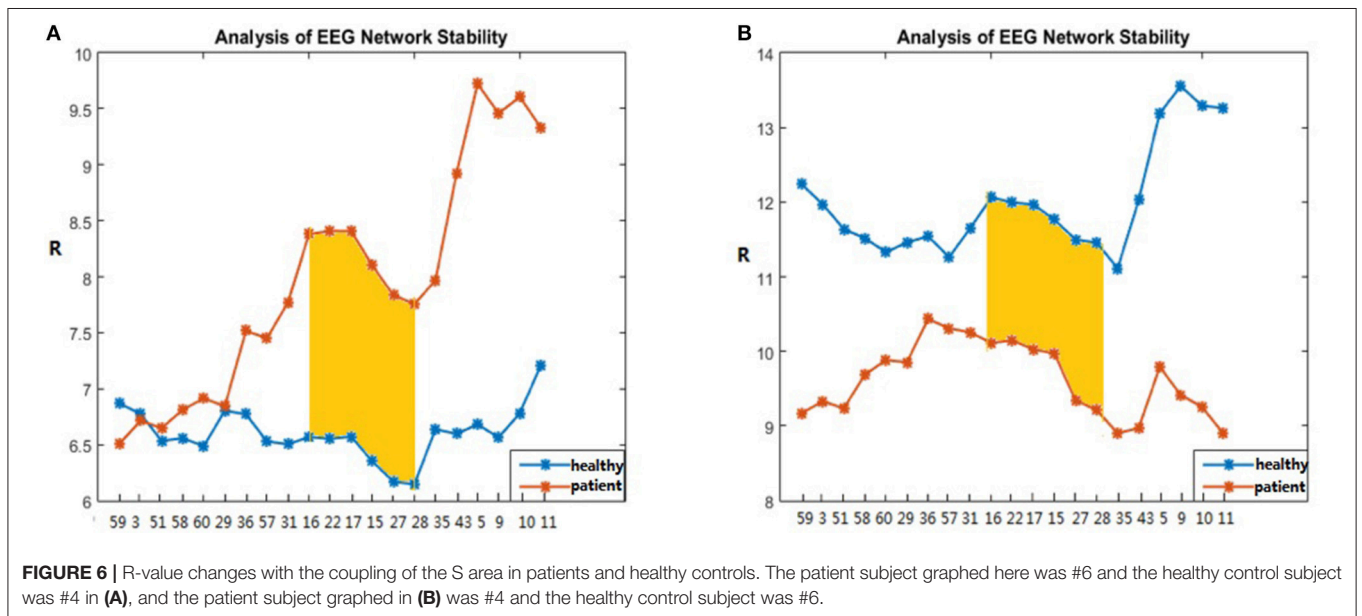 A
Analysis of EEG Network Stability
10
9.5
9
8.5
R
8
7.5
7
6.5
6
healthy
patient
59 3 51 58 60 29 36 57 31 16 22 17 15 27 28 35 43 5 9 10 11
B
Analysis of EEG Network Stability
14
13
12
R
11
10
9
8
healthy
patient
59 3 51 58 60 29 36 57 31 16 22 17 15 27 28 35 43 5 9 10 11
FIGURE 6 | R-value changes with the coupling of the S area in patients and healthy controls. The patient subject graphed here was #6 and the healthy control subject
was #4 in (A), and the patient subject graphed in (B) was #4 and the healthy control subject was #6.